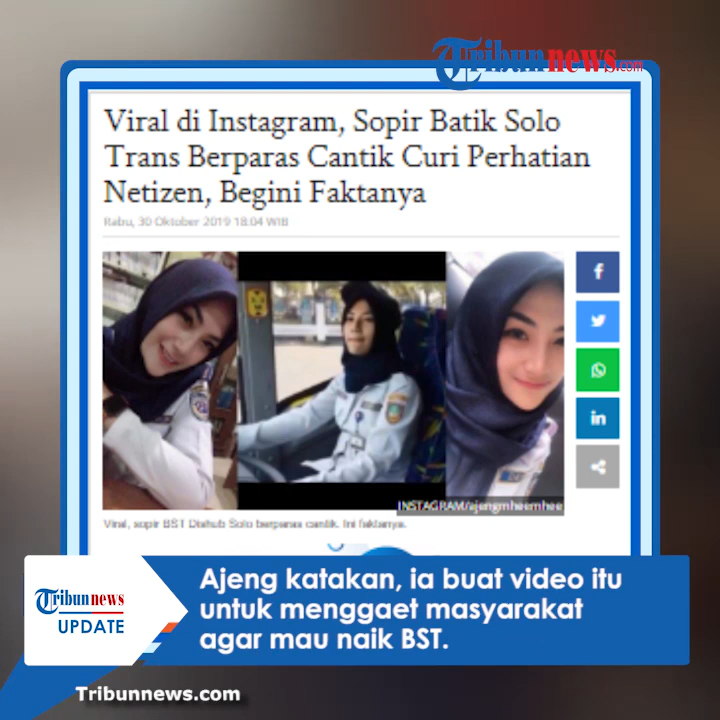 Tribunnews.com
Viral di Instagram, Sopir Batik Solo
Trans Berparas Cantik Curi Perhatian
Netizen, Begini Faktanya
Rabu, 30 Oktober 2019 18:04 WIB
INSTAGRAM/ajengmheemhee
Viral, sopir BST Dishub Solo berparas cantik. Ini faktanya.
Tribunnews
UPDATE
Ajeng katakan, ia buat video itu
untuk menggaet masyarakat
agar mau naik BST.
Tribunnews.com